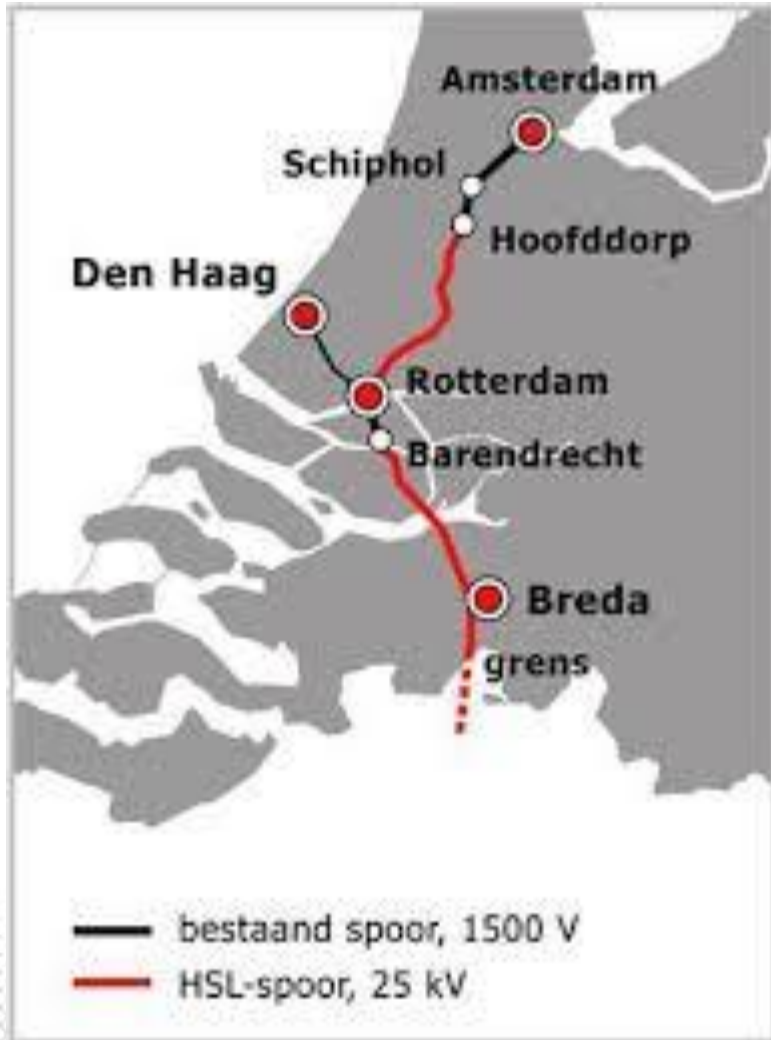 Amsterdam
Schiphol
Hoofddorp
Den Haag
Rotterdam
Barendrecht
Breda
grens
bestaand spoor, 1500 V
HSL-spoor, 25 kV